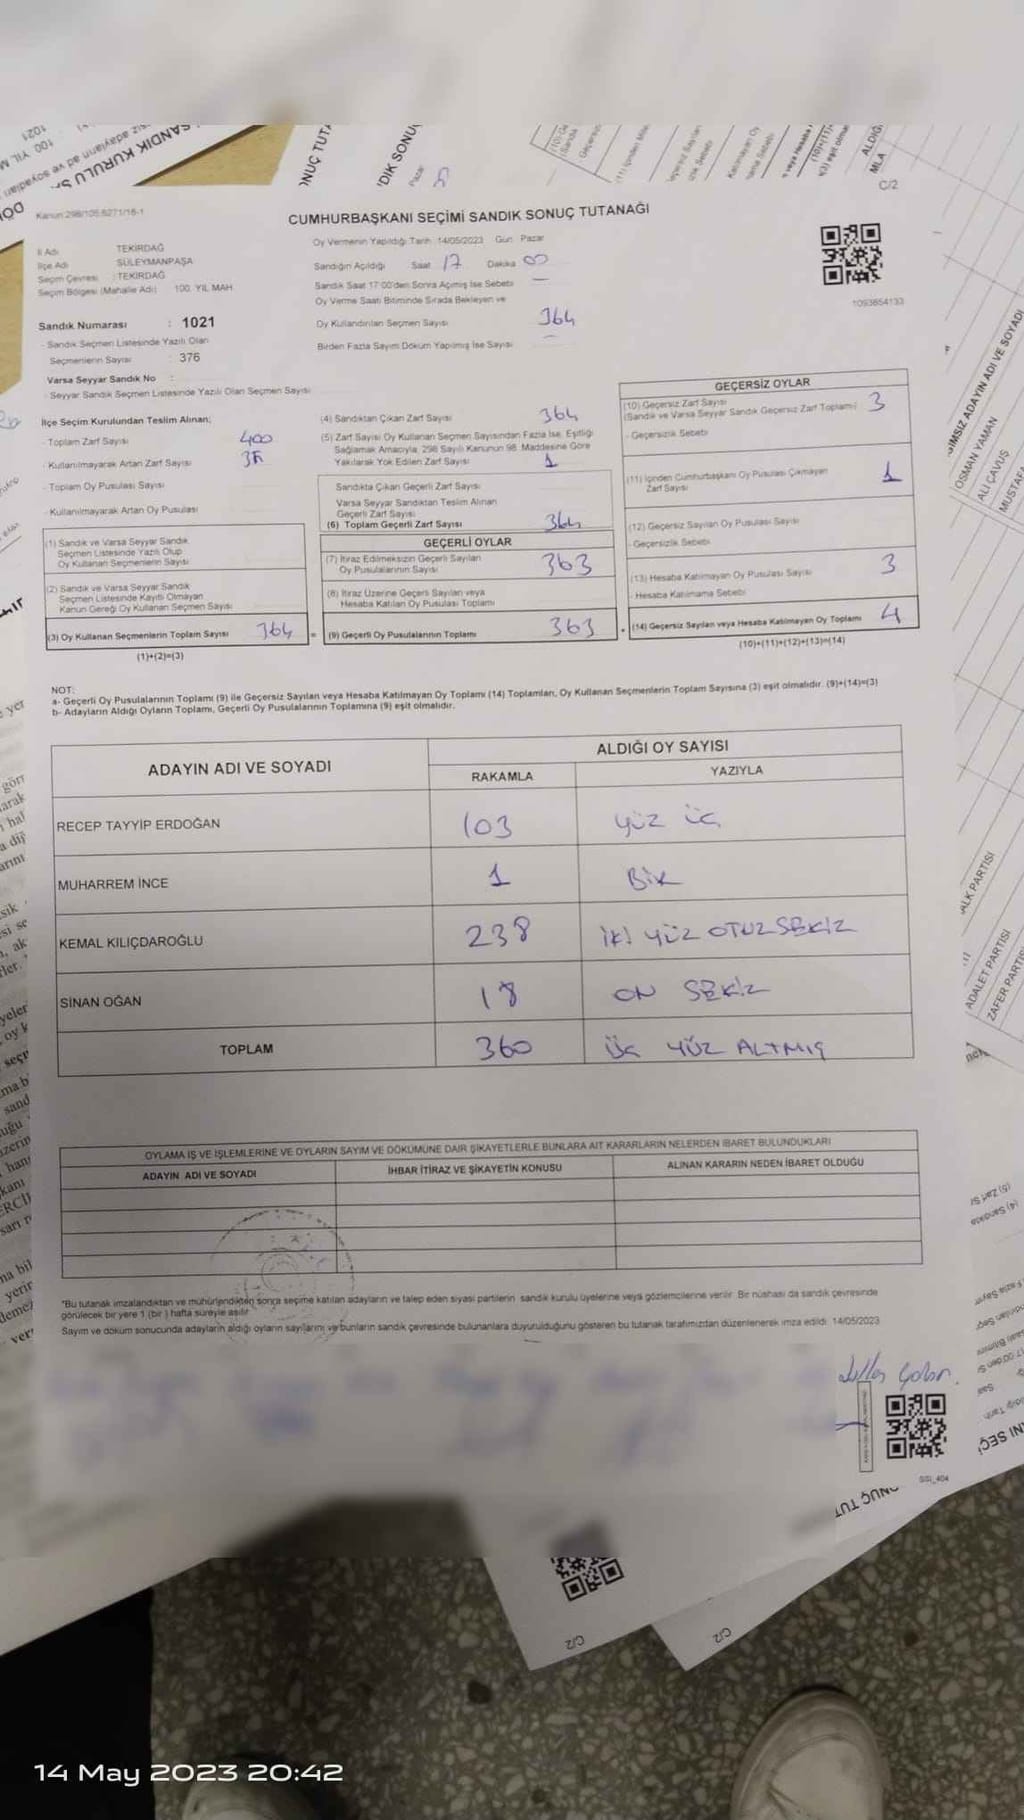 C/2
Kanun 298/105,6271/16-1
CUMHURBAŞKANI SEÇİMİ SANDIK SONUÇ TUTANAĞI
İl Adı TEKİRDAĞ
İlçe Adı SÜLEYMANPAŞA
Seçim Çevresi : TEKİRDAĞ
Seçim Bölgesi (Mahalle Adı) 100. YIL MAH.
Sandık Numarası : 1021
- Sandık Seçmen Listesinde Yazılı Olan
Seçmenlerin Sayısı : 376
Varsa Seyyar Sandık No :
- Seyyar Sandık Seçmen Listesinde Yazılı Olan Seçmen Sayısı:
Oy Vermenin Yapıldığı Tarih :14/05/2023 Gün : Pazar
Sandığın Açıldığı Saat 17 Dakika 00
Sandık Saat 17:00'den Sonra Açımış İse Sebebi —
Oy Verme Saati Bitiminde Sırada Bekleyen ve
Oy Kullandırılan Seçmen Sayısı 364
Birden Fazla Sayım Döküm Yapılmış İse Sayısı —
1093654133
İlçe Seçim Kurulundan Teslim Alınan;
- Toplam Zarf Sayısı 400
- Kullanılmayarak Artan Zarf Sayısı
- Toplam Oy Pusulası Sayısı
- Kullanılmayarak Artan Oy Pusulası
(1) Sandık ve Varsa Seyyar Sandık
Seçmen Listesinde Yazılı Olup
Oy Kullanan Seçmenlerin Sayısı
(2) Sandık ve Varsa Seyyar Sandık
Seçmen Listesinde Kayıtlı Olmayan
Kanun Gereği Oy Kullanan Seçmen Sayısı
(3) Oy Kullanan Seçmenlerin Toplam Sayısı 364 =
(1)+(2)=(3)
(4) Sandıktan Çıkan Zarf Sayısı 364
(5) Zarf Sayısı Oy Kullanan Seçmen Sayısından Fazla İse, Eşitliği
Sağlamak Amacıyla, 298 Sayılı Kanunun 98. Maddesine Göre
Yakılarak Yok Edilen Zarf Sayısı 1
Sandıkta Çıkan Geçerli Zarf Sayısı
Varsa Seyyar Sandıktan Teslim Alınan
Geçerli Zarf Sayısı
(6) Toplam Geçerli Zarf Sayısı 364
GEÇERLİ OYLAR
(7) İtiraz Edilmeksizin Geçerli Sayılan
Oy Pusulalarının Sayısı 363
(8) İtiraz Üzerine Geçerli Sayılan veya
Hesaba Katılan Oy Pusulası Toplamı
(9) Geçerli Oy Pusulalarının Toplamı 363 +
GEÇERSİZ OYLAR
(10) Geçersiz Zarf Sayısı
(Sandık ve Varsa Seyyar Sandık Geçersiz Zarf Toplamı) 3
- Geçersizlik Sebebi
(11) İçinden Cumhurbaşkanı Oy Pusulası Çıkmayan
Zarf Sayısı 1
(12) Geçersiz Sayılan Oy Pusulası Sayısı
- Geçersizlik Sebebi
(13) Hesaba Katılmayan Oy Pusulası Sayısı 3
- Hesaba Katılmama Sebebi
(14) Geçersiz Sayılan veya Hesaba Katılmayan Oy Toplamı 4
(10)+(11)+(12)+(13)=(14)
NOT:
a- Geçerli Oy Pusulalarının Toplamı (9) ile Geçersiz Sayılan veya Hesaba Katılmayan Oy Toplamı (14) Toplamları, Oy Kullanan Seçmenlerin Toplam Sayısına (3) eşit olmalıdır. (9)+(14)=(3)
b- Adayların Aldığı Oyların Toplamı, Geçerli Oy Pusulalarının Toplamına (9) eşit olmalıdır.
ADAYIN ADI VE SOYADI ALDIĞI OY SAYISI
RAKAMLA YAZIYLA
RECEP TAYYİP ERDOĞAN 103 YÜZ ÜÇ
MUHARREM İNCE 1 BİR
KEMAL KILIÇDAROĞLU 238 İKİ YÜZ OTUZ SEKİZ
SİNAN OĞAN 18 ON SEKİZ
TOPLAM 360 ÜÇ YÜZ ALTMIŞ
OYLAMA İŞ VE İŞLEMLERİNE VE OYLARIN SAYIM VE DÖKÜMÜNE DAİR ŞİKAYETLERLE BUNLARA AİT KARARLARIN NELERDEN İBARET BULUNDUKLARI
ADAYIN ADI VE SOYADI İHBAR İTİRAZ VE ŞİKAYETİN KONUSU ALINAN KARARIN NEDEN İBARET OLDUĞU
*Bu tutanak imzalandıktan ve mühürlendikten sonra seçime katılan adayların ve talep eden siyasi partilerin sandık kurulu üyelerine veya gözlemcilerine verilir. Bir nüshası da sandık çevresinde
görülecek bir yere 1 (bir) hafta süreyle asılır.
Sayım ve döküm sonucunda adayların aldığı oyların sayılarını ve bunların sandık çevresinde bulunanlara duyurulduğunu gösteren bu tutanak tarafımızdan düzenlenerek imza edildi. 14/05/2023
SSI_404
OSMAN YAMAN
ALİ ÇAVUŞ
ADALET PARTİSİ
C/2
C/2
14 May 2023 20:42